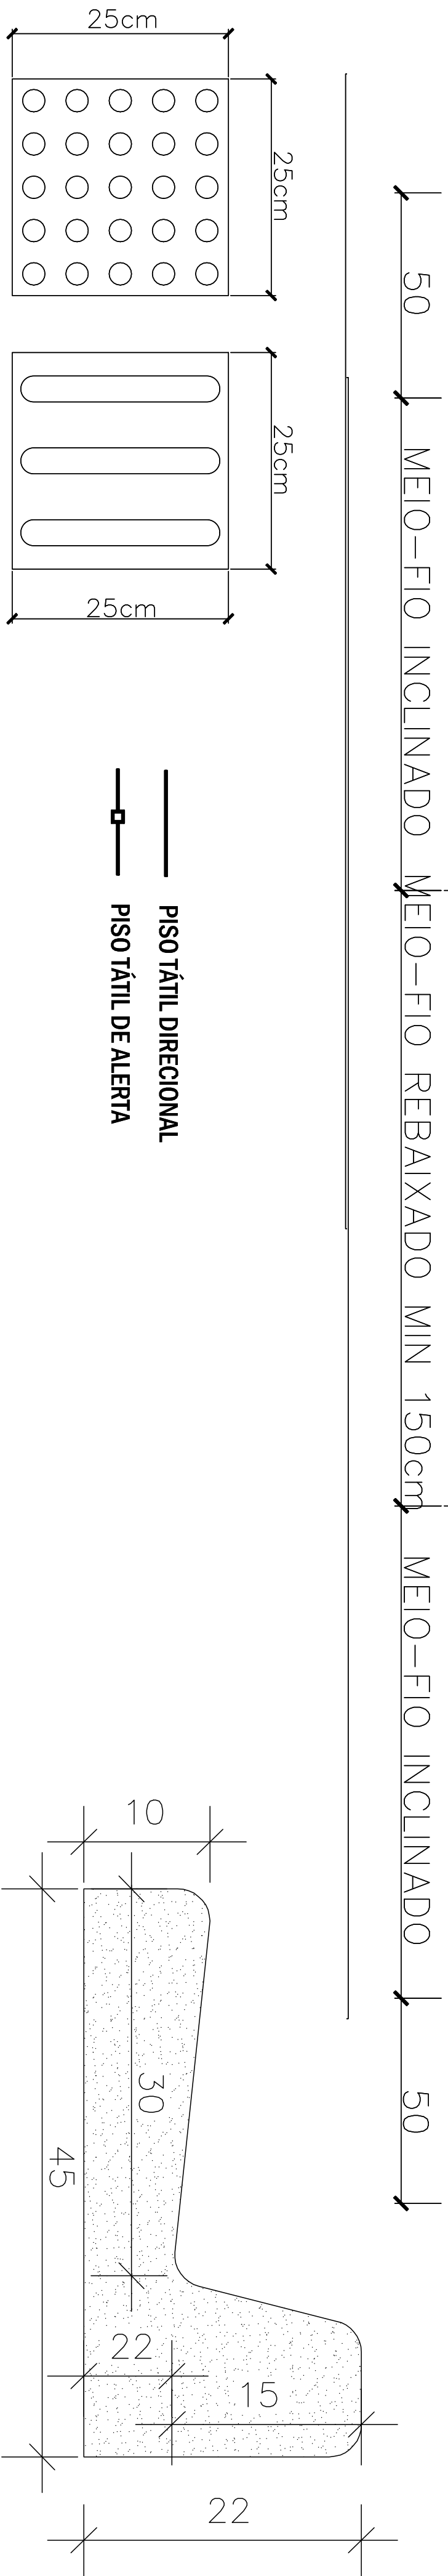 50
MEIO-FIO INCLINADO
MEIO-FIO REBAIXADO MIN 150cm
MEIO-FIO INCLINADO
50
25cm
25cm
25cm
25cm
PISO TÁTIL DIRECIONAL
PISO TÁTIL DE ALERTA
10
30
45
22
15
22